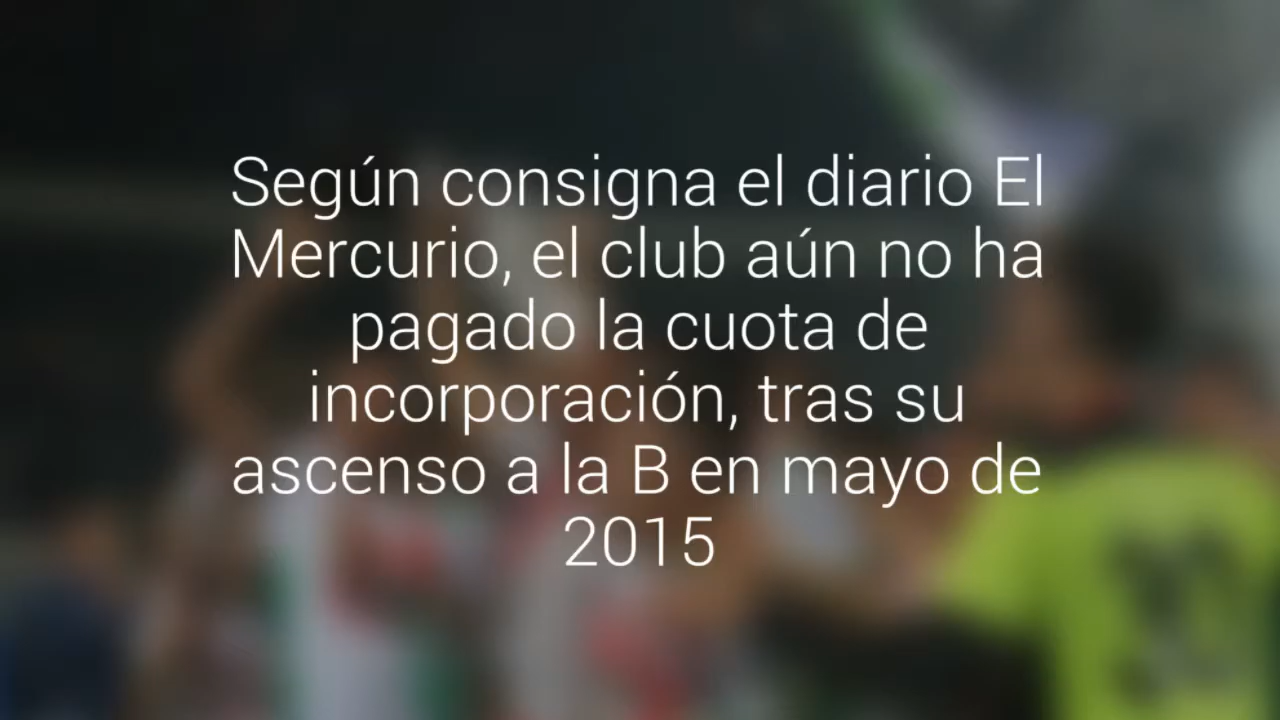 Según consigna el diario El
Mercurio, el club aún no ha
pagado la cuota de
incorporación, tras su
ascenso a la B en mayo de
2015